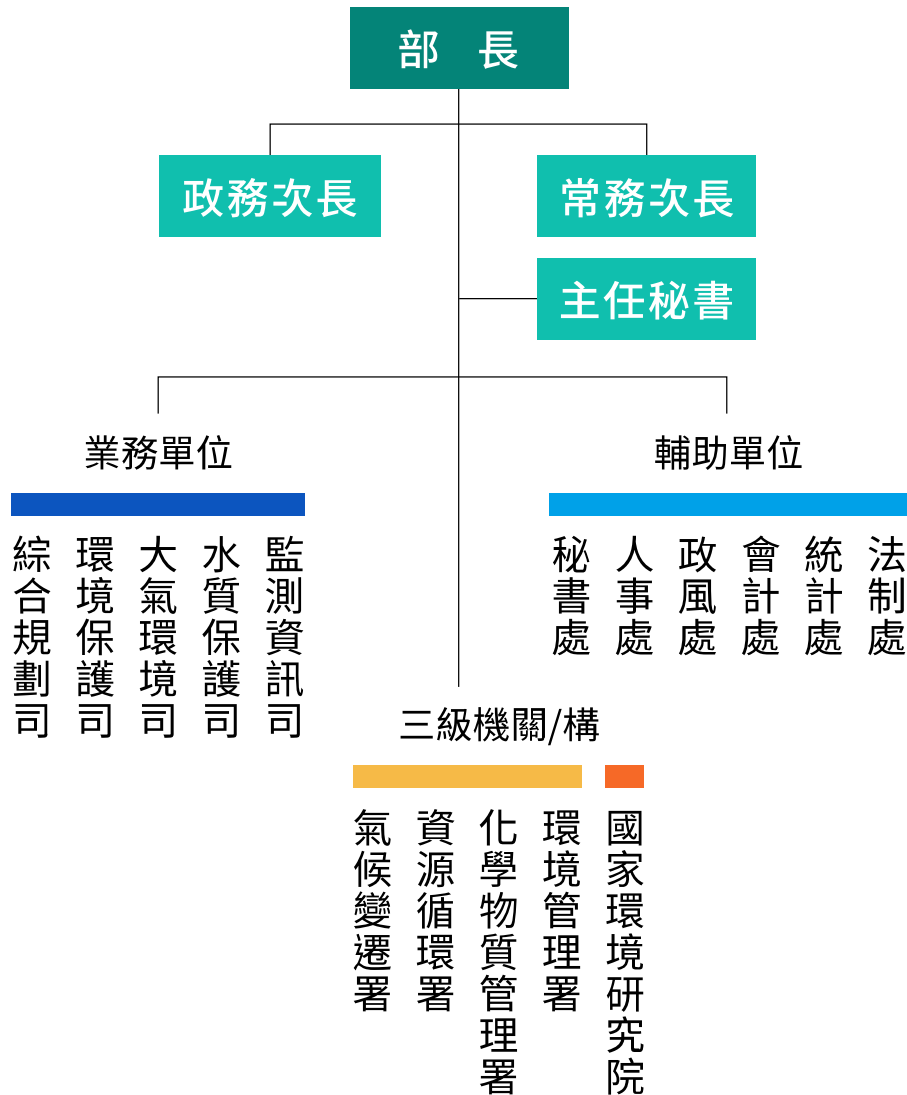 部 長
政務次長
常務次長
主任秘書
業務單位
綜合規劃司
環境保護司
大氣環境司
水質保護司
監測資訊司
輔助單位
秘書處
人事處
政風處
會計處
統計處
法制處
三級機關/構
氣候變遷署
資源循環署
化學物質管理署
環境管理署
國家環境研究院